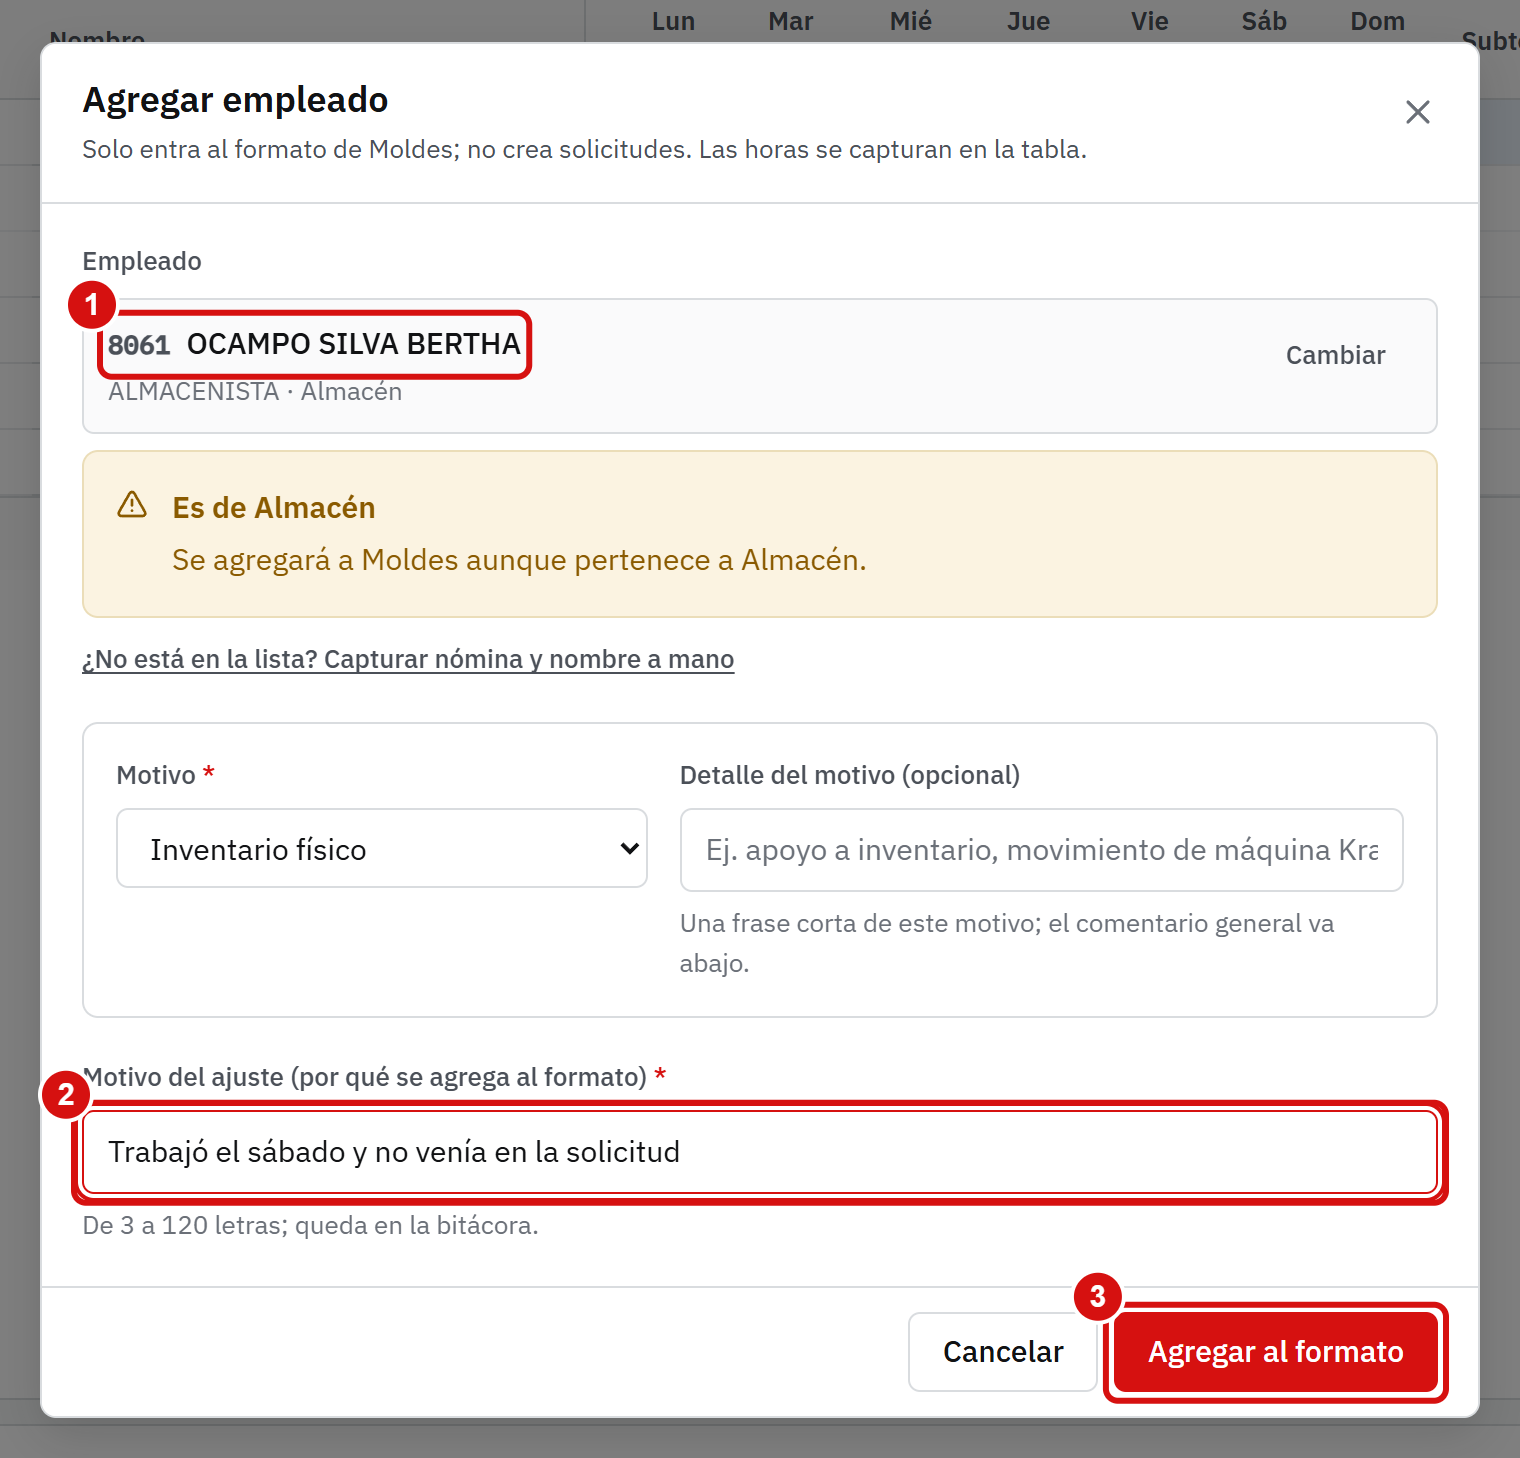 Nombre
Lun Mar Mié Jue Vie Sáb Dom
Agregar empleado
Solo entra al formato de Moldes; no crea solicitudes. Las horas se capturan en la tabla.
Empleado
1
8061 OCAMPO SILVA BERTHA
Cambiar
ALMACENISTA · Almacén
Es de Almacén
Se agregará a Moldes aunque pertenece a Almacén.
¿No está en la lista? Capturar nómina y nombre a mano
Motivo *
Detalle del motivo (opcional)
Inventario físico
Ej. apoyo a inventario, movimiento de máquina Kra
Una frase corta de este motivo; el comentario general va
abajo.
Motivo del ajuste (por qué se agrega al formato) *
2
Trabajó el sábado y no venía en la solicitud
De 3 a 120 letras; queda en la bitácora.
3
Cancelar
Agregar al formato